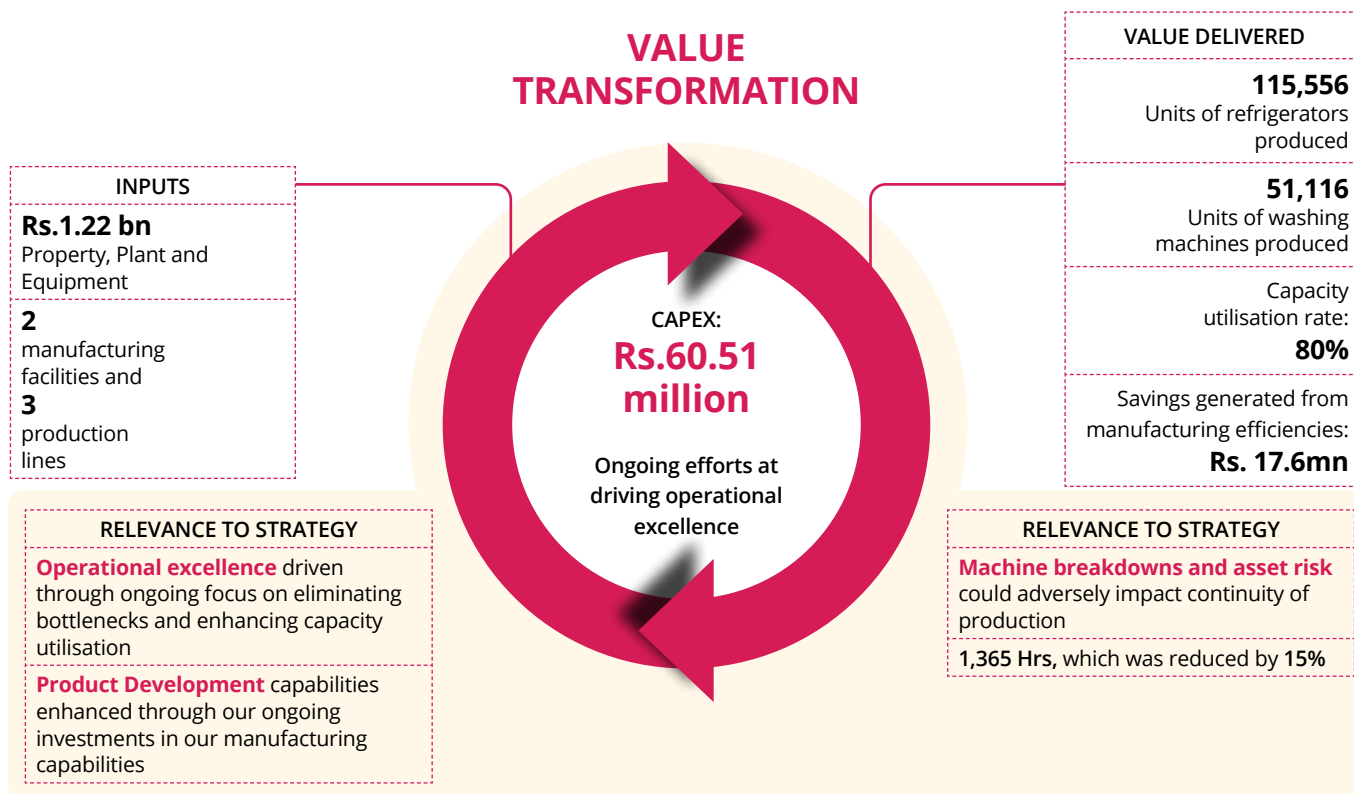 VALUE
TRANSFORMATION
INPUTS
Rs.1.22 bn
Property, Plant and
Equipment
2
manufacturing
facilities and
3
production
lines
CAPEX:
Rs.60.51
million
Ongoing efforts at
driving operational
excellence
VALUE DELIVERED
115,556
Units of refrigerators
produced
51,116
Units of washing
machines produced
Capacity
utilisation rate:
80%
Savings generated from
manufacturing efficiencies:
Rs. 17.6mn
RELEVANCE TO STRATEGY
Operational excellence driven
through ongoing focus on eliminating
bottlenecks and enhancing capacity
utilisation
Product Development capabilities
enhanced through our ongoing
investments in our manufacturing
capabilities
RELEVANCE TO STRATEGY
Machine breakdowns and asset risk
could adversely impact continuity of
production
1,365 Hrs, which was reduced by 15%